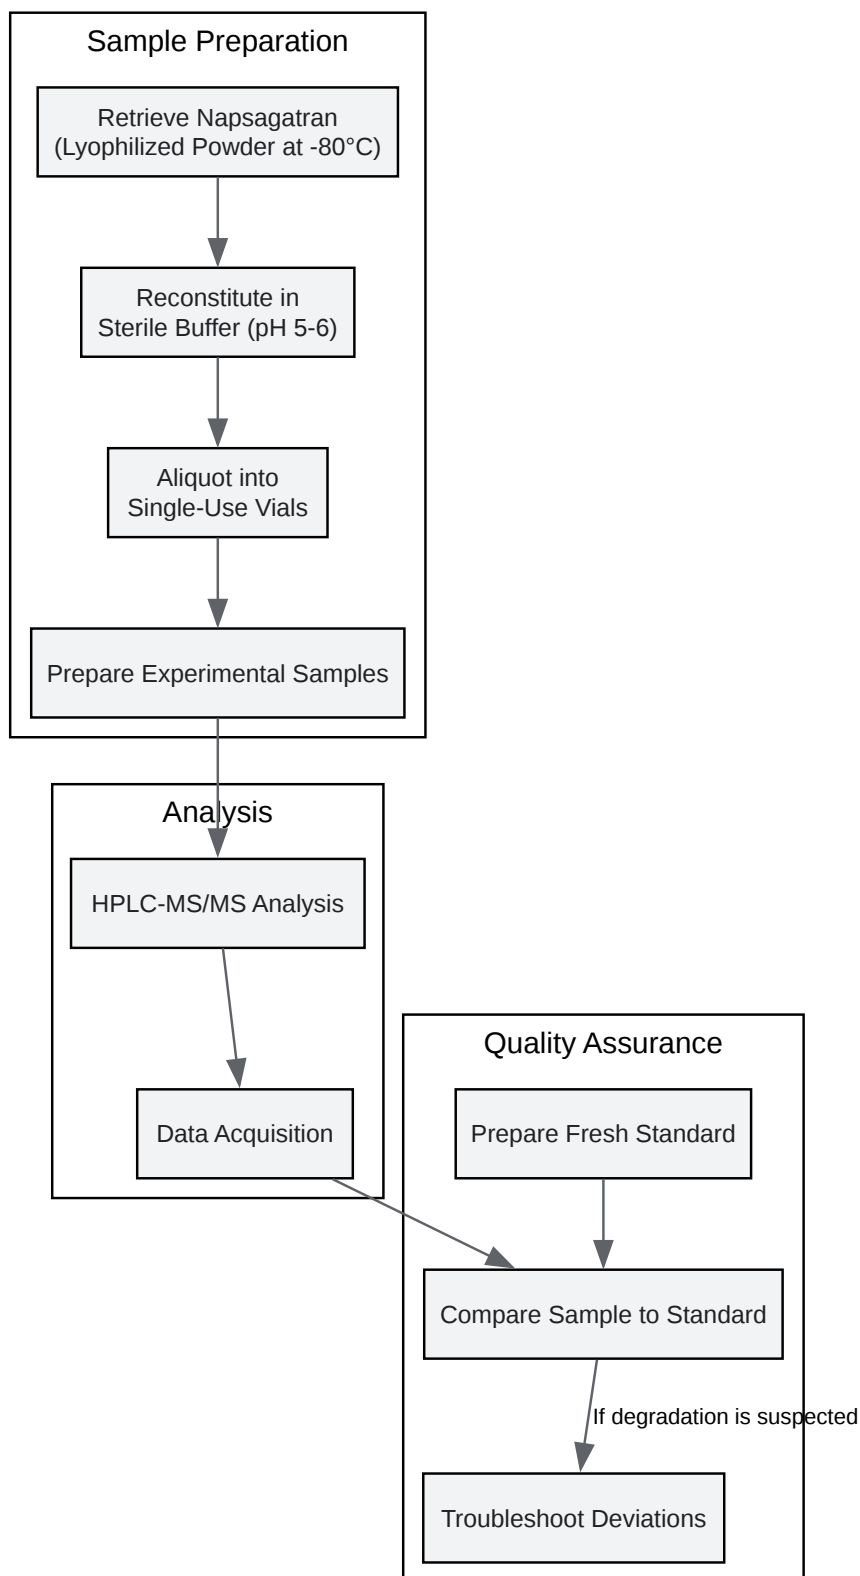 Sample Preparation
Retrieve Napsagatran
(Lyophilized Powder at -80°C)
Reconstitute in
Sterile Buffer (pH 5-6)
Aliquot into
Single-Use Vials
Prepare Experimental Samples
Analysis
HPLC-MS/MS Analysis
Data Acquisition
Quality Assurance
Prepare Fresh Standard
Compare Sample to Standard
If degradation is suspected
Troubleshoot Deviations